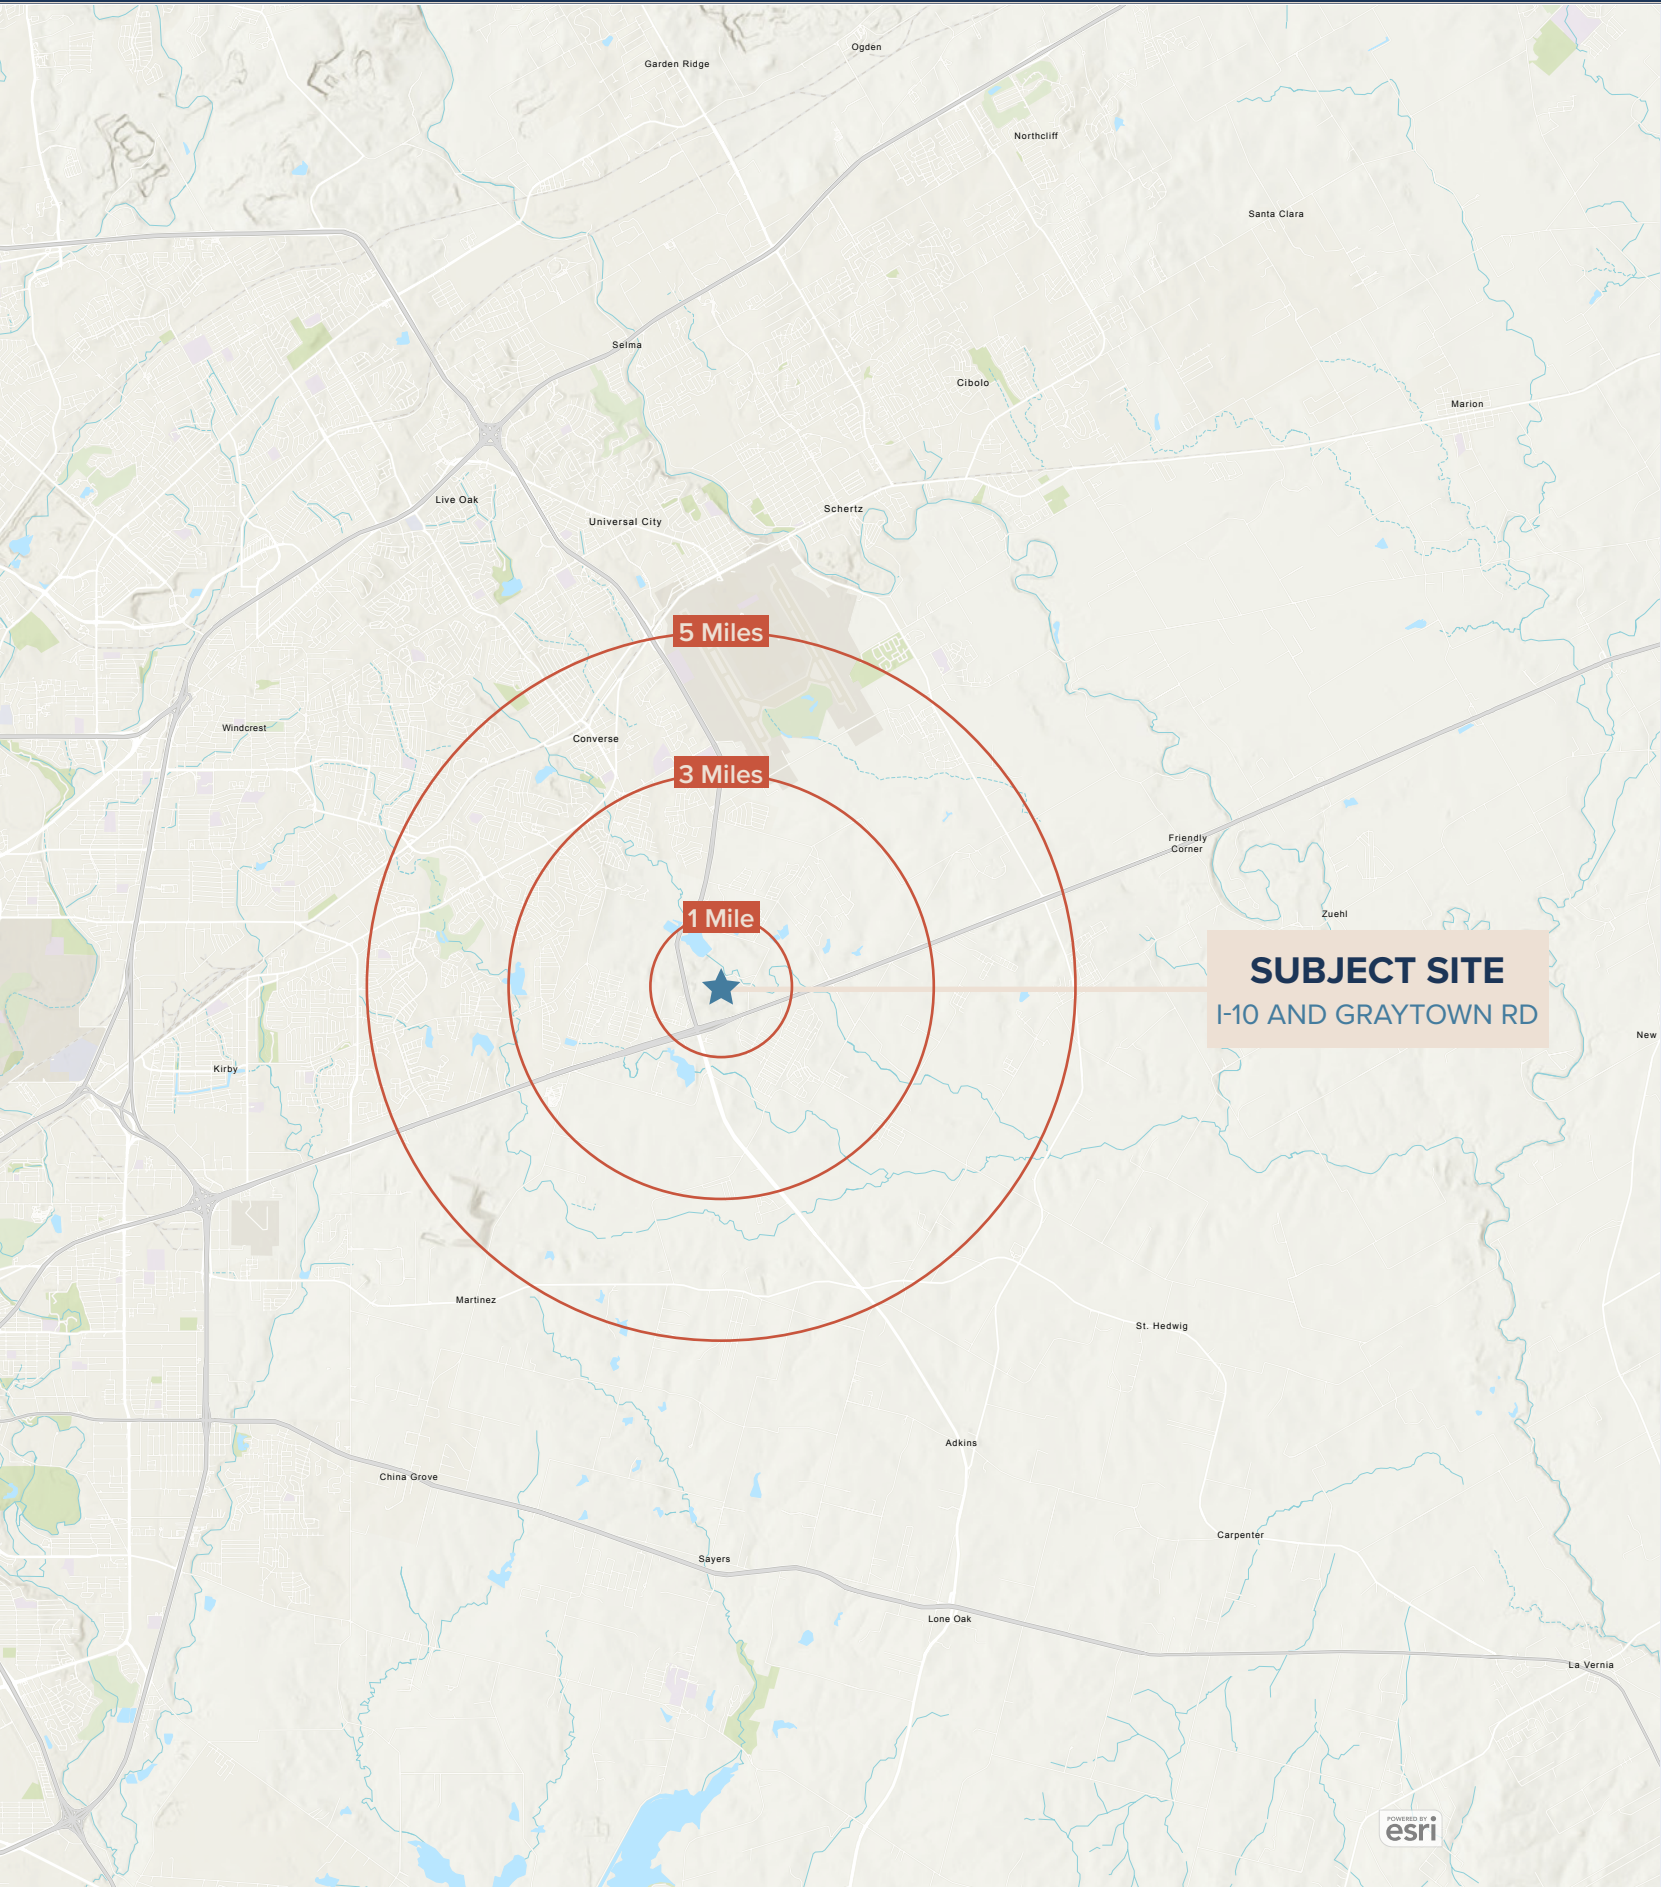 Ogden
Garden Ridge
Northcliff
Santa Clara
Selma
Cibolo
Marion
Live Oak
Schertz
Universal City
5 Miles
Windcrest
Converse
3 Miles
Friendly
Corner
1 Mile
Zuehl
SUBJECT SITE
I-10 AND GRAYTOWN RD
New
Kirby
Martinez
St. Hedwig
Adkins
China Grove
Carpenter
Sayers
Lone Oak
La Vernia
POWERED BY
esri